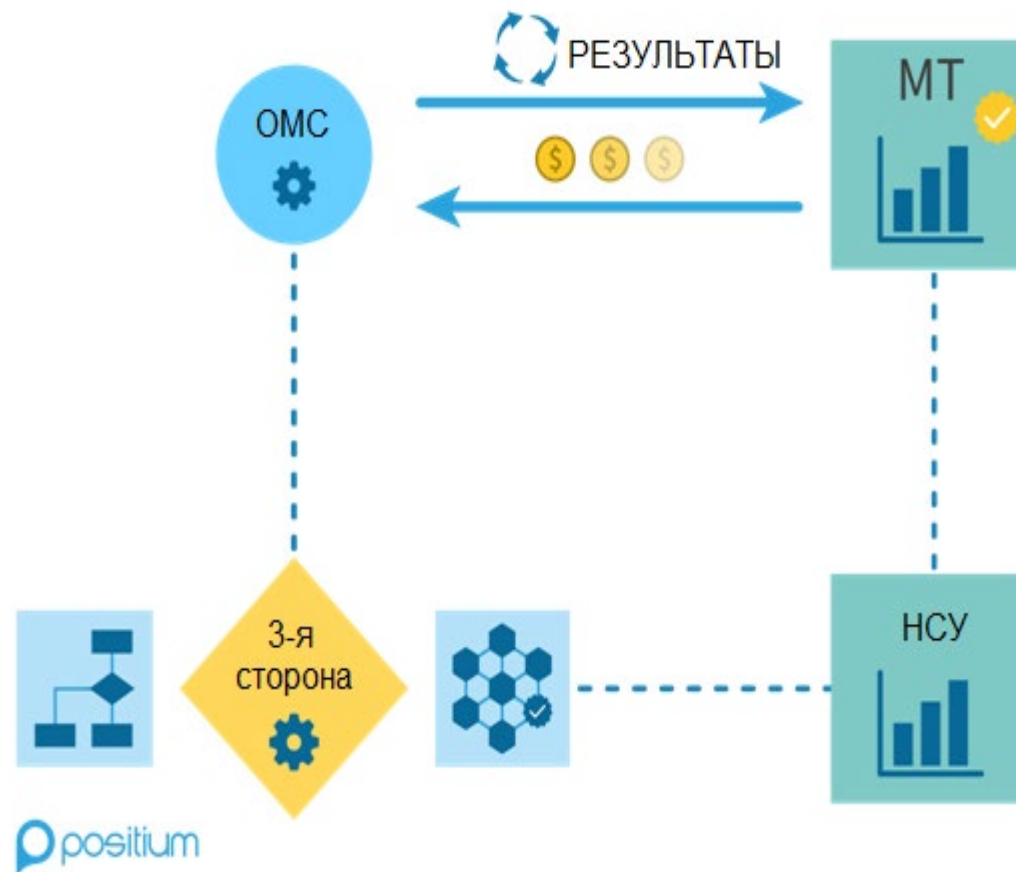 РЕЗУЛЬТАТЫ
МТ
ОМС
$ $ $
3-я
сторона
НСУ
positium